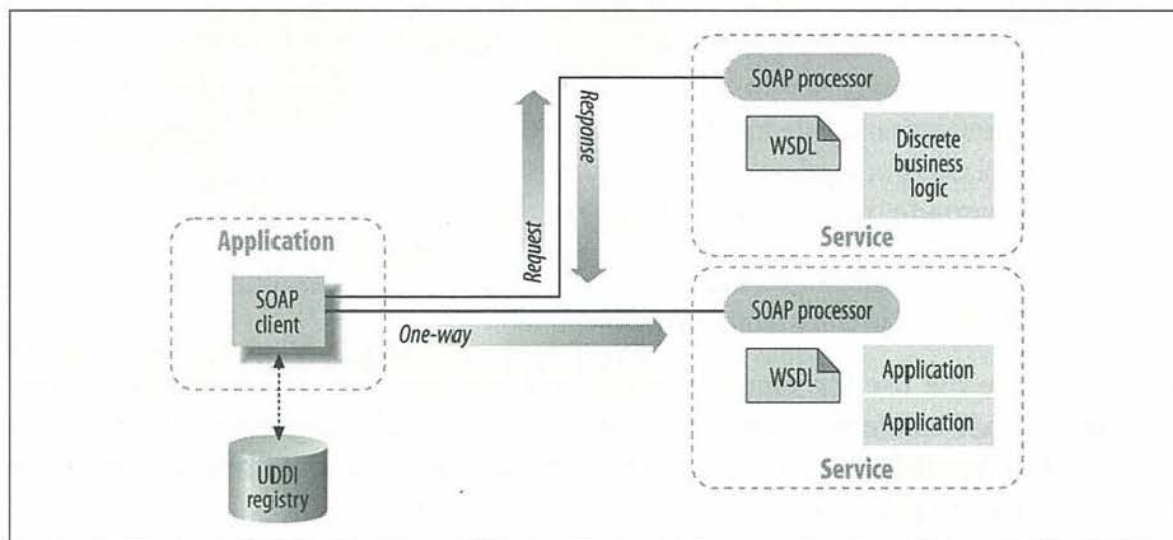 SOAP processor
WSDL
Discrete
business
logic
Service
Request
Response
Application
SOAP
client
One-way
UDDI
registry
SOAP processor
WSDL
Application
Application
Service